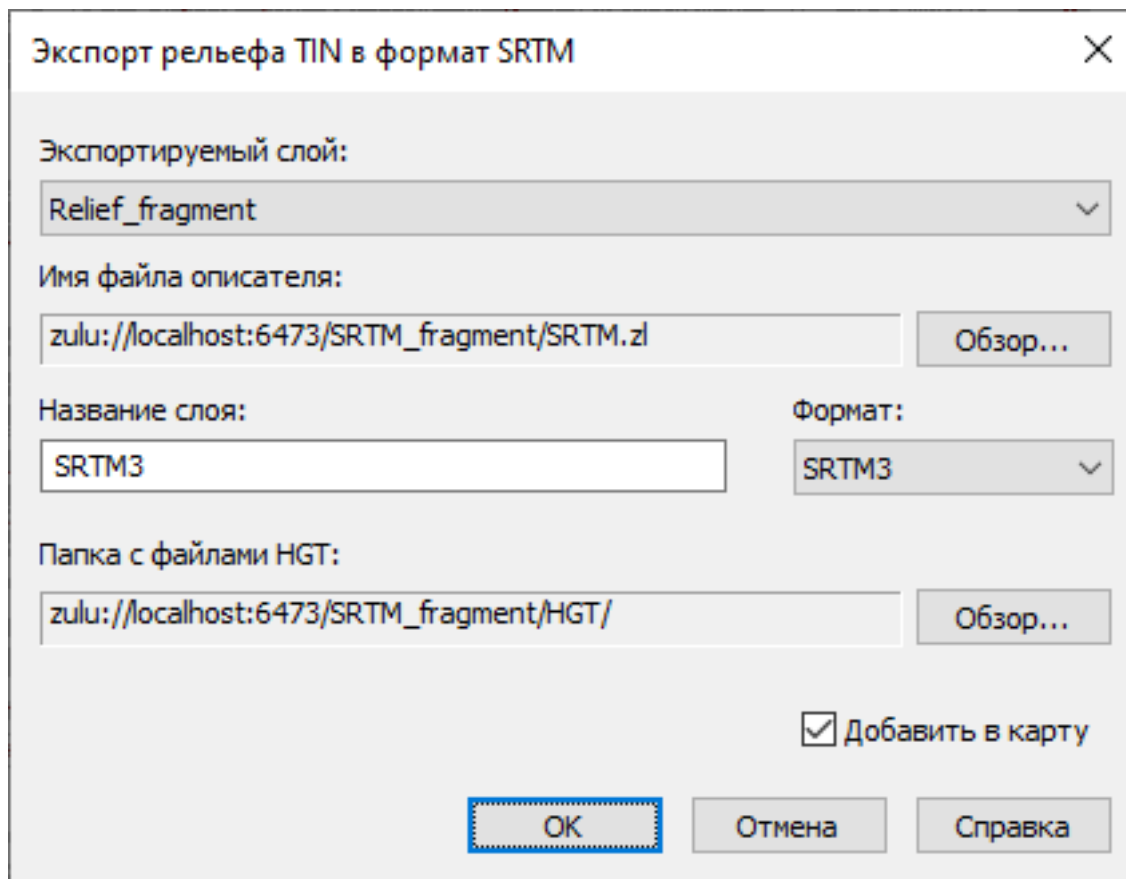 Экспорт рельефа TIN в формат SRTM
Экспортируемый слой:
Relief_fragment
Имя файла описателя:
zulu://localhost:6473/SRTM_fragment/SRTM.zl
Обзор...
Название слоя:
Формат:
SRTM3
SRTM3
Папка с файлами HGT:
zulu://localhost:6473/SRTM_fragment/HGT/
Обзор...
Добавить в карту
ОК
Отмена
Справка